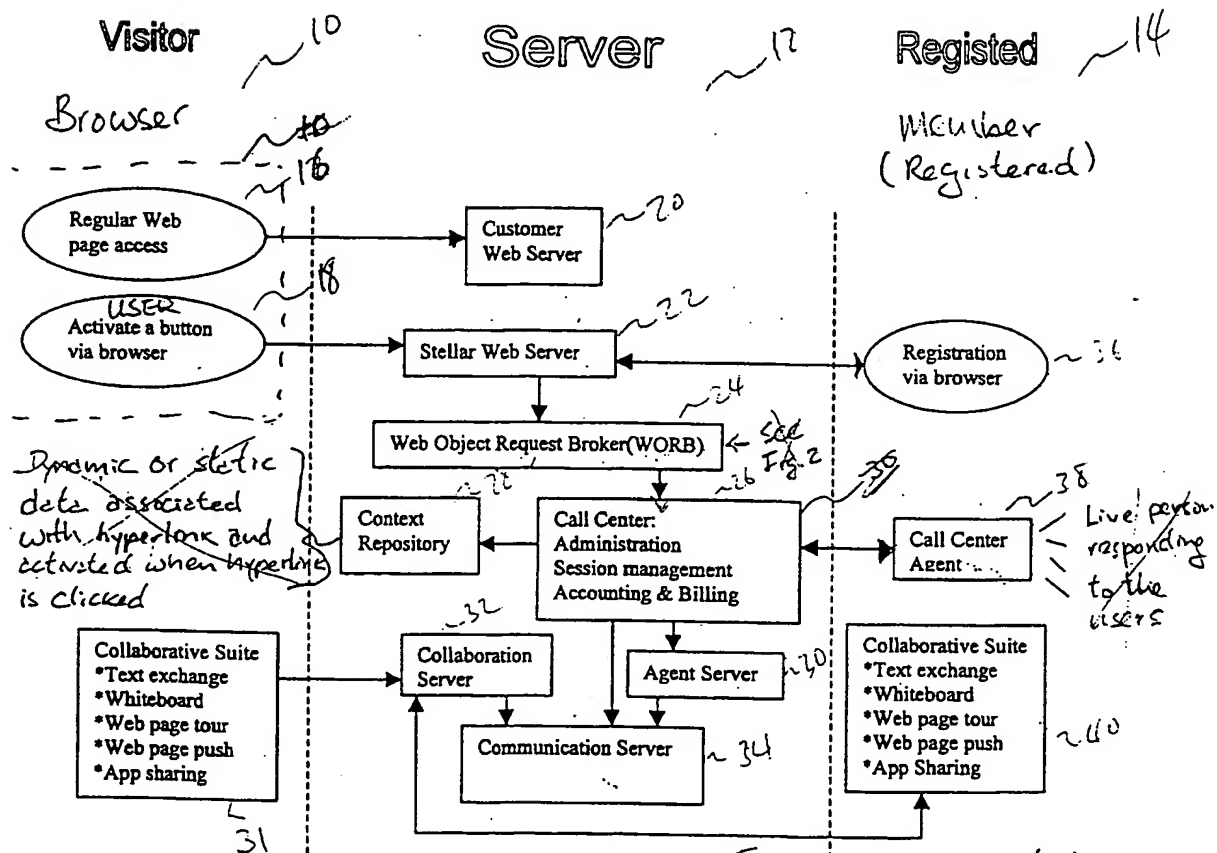 Visitor
10
Server
12
Registed
14
Browser
10
Member
(Registered)
16
Regular Web
page access
Customer
Web Server
20
18
USER
Activate a button
via browser
Stellar Web Server
22
Registration
via browser
36
24
Web Object Request Broker(WORB)
see
Fig. 2
Dynamic or static
data associated
with hyperlink and
activated when hyperlink
is clicked
28
Context
Repository
26
30
Call Center:
Administration
Session management
Accounting & Billing
38
Call Center
Agent
Live person
responding
to the
users
32
Collaboration
Server
Agent Server
30
Communication Server
34
Collaborative Suite
*Text exchange
*Whiteboard
*Web page tour
*Web page push
*App sharing
31
Collaborative Suite
*Text exchange
*Whiteboard
*Web page tour
*Web page push
*App Sharing
40